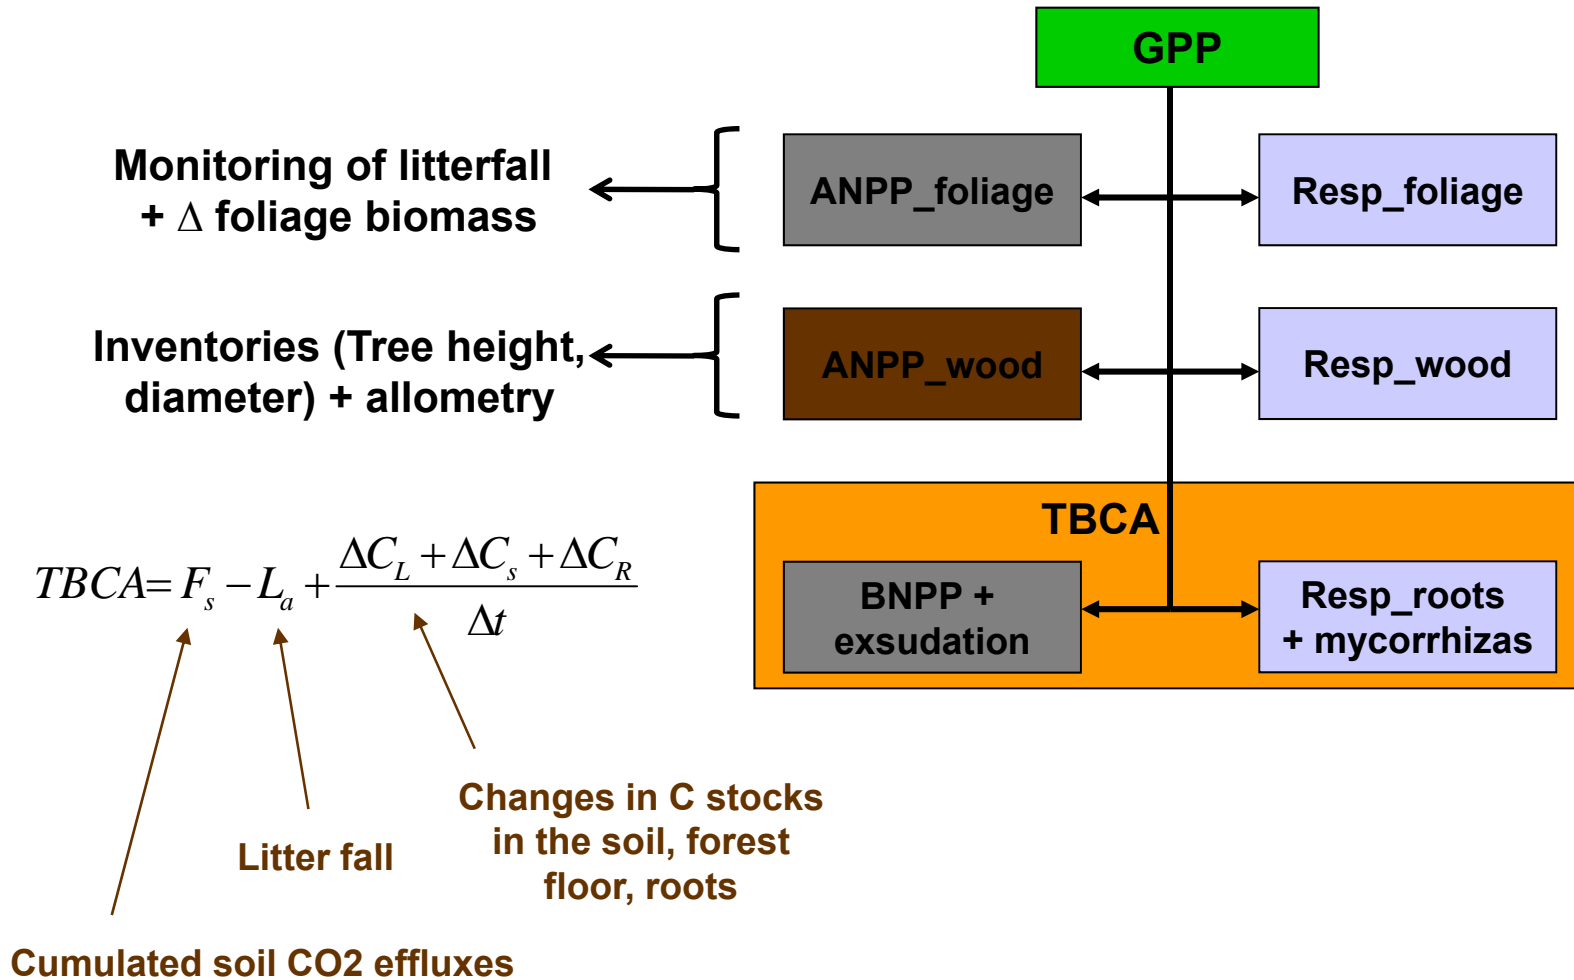 GPP
Monitoring of litterfall
+ Δ foliage biomass
ANPP_foliage
Resp_foliage
Inventories (Tree height,
diameter) + allometry
ANPP_wood
Resp_wood
TBCA
BNPP +
exsudation
Resp_roots
+ mycorrhizas
TBCA= F_s − L_a + (ΔC_L + ΔC_s + ΔC_R) / Δt
Changes in C stocks
in the soil, forest
floor, roots
Litter fall
Cumulated soil CO2 effluxes